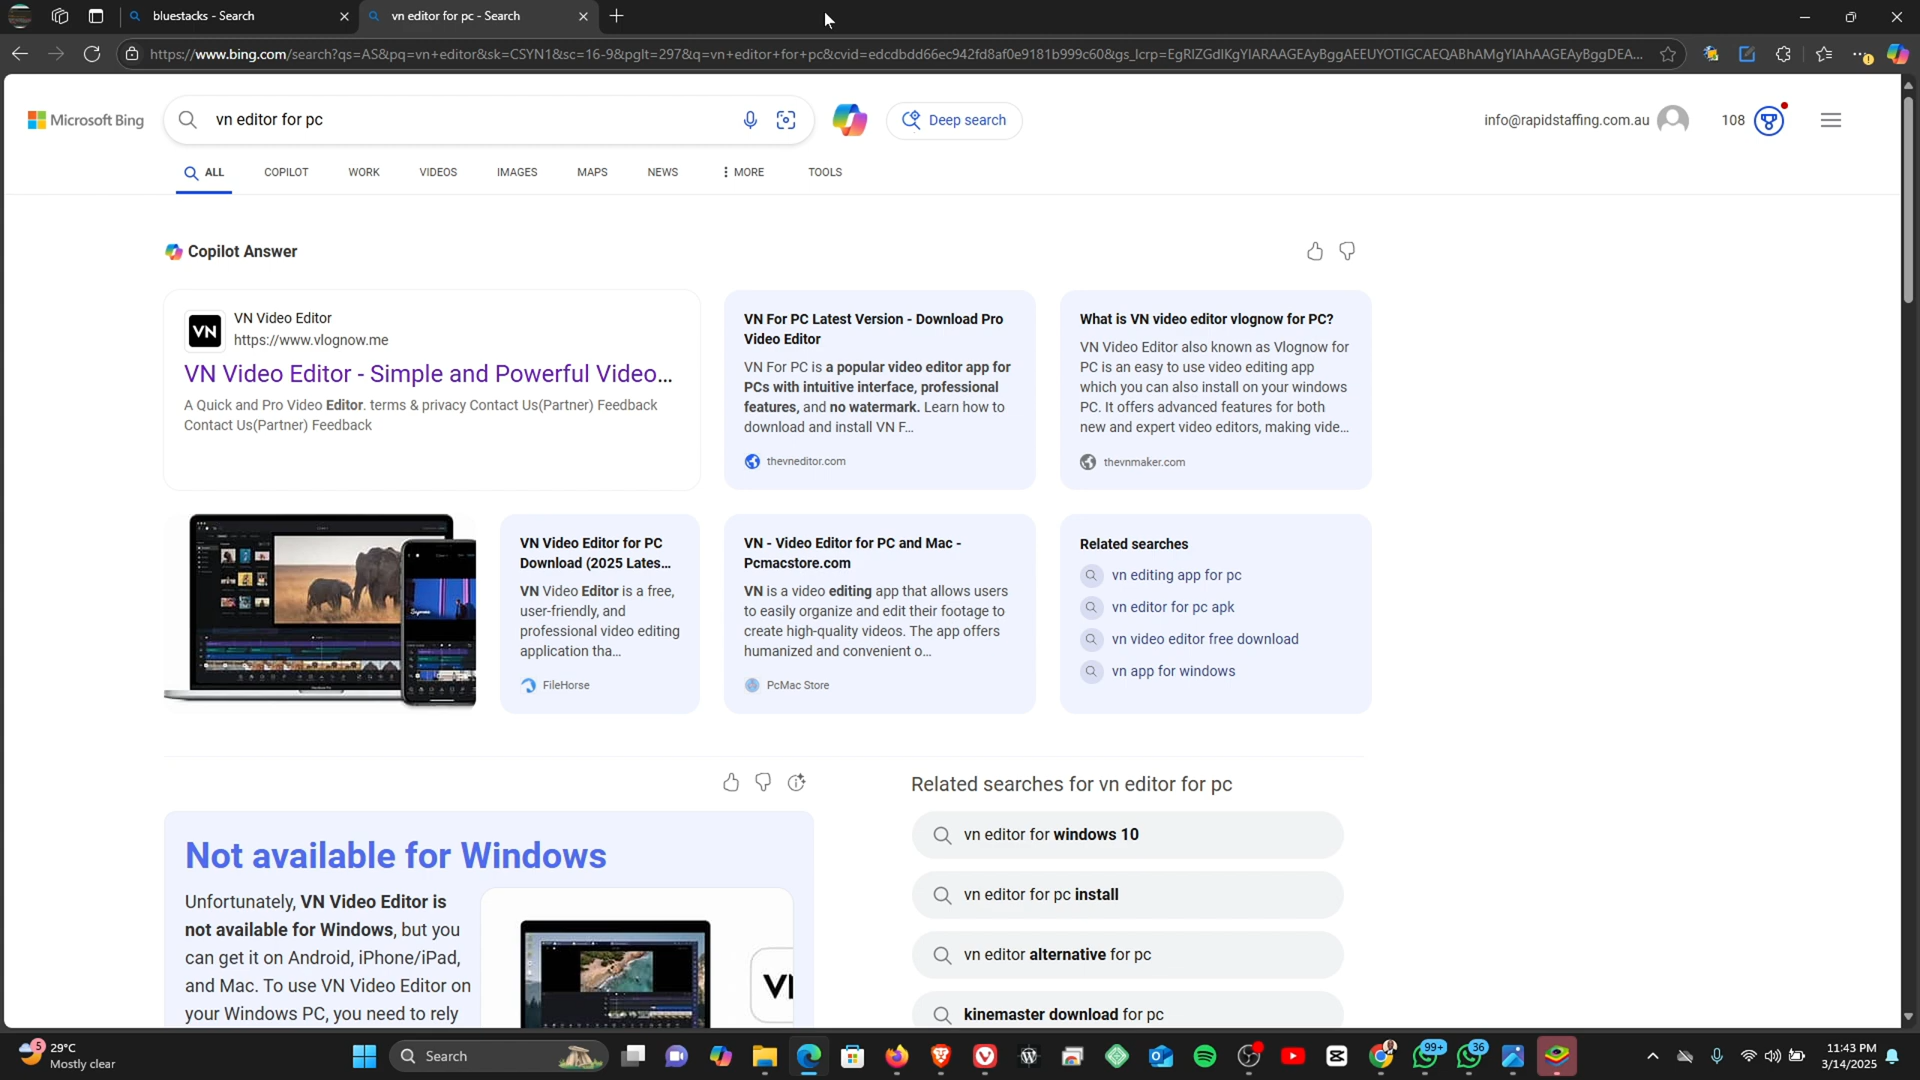 bluestacks - Search
vn editor for pc - Search
https://www.bing.com/search?qs=AS&pq=vn+editor&sk=CSYN1&sc=16-9&pglt=297&q=vn+editor+for+pc&cvid=edcdbdd66ec942fd8af0e9181b999c60&gs_lcrp=EgRlZGdlKgYIARAAGEAyBggAEEUYOTIGCAEQABhAMgYIAhAAGEAyBggDEA...
Microsoft Bing
vn editor for pc
Deep search
info@rapidstaffing.com.au
108
ALL
COPILOT
WORK
VIDEOS
IMAGES
MAPS
NEWS
MORE
TOOLS
Copilot Answer
VN
VN Video Editor
https://www.vlognow.me
VN Video Editor - Simple and Powerful Video...
A Quick and Pro Video Editor. terms & privacy Contact Us(Partner) Feedback
Contact Us(Partner) Feedback
VN For PC Latest Version - Download Pro
Video Editor
VN For PC is a popular video editor app for
PCs with intuitive interface, professional
features, and no watermark. Learn how to
download and install VN F...
thevneditor.com
What is VN video editor vlognow for PC?
VN Video Editor also known as Vlognow for
PC is an easy to use video editing app
which you can also install on your windows
PC. It offers advanced features for both
new and expert video editors, making vide...
thevnmaker.com
VN Video Editor for PC
Download (2025 Lates...
VN Video Editor is a free,
user-friendly, and
professional video editing
application tha...
FileHorse
VN - Video Editor for PC and Mac -
Pcmacstore.com
VN is a video editing app that allows users
to easily organize and edit their footage to
create high-quality videos. The app offers
humanized and convenient o...
PcMac Store
Related searches
vn editing app for pc
vn editor for pc apk
vn video editor free download
vn app for windows
Not available for Windows
Unfortunately, VN Video Editor is
not available for Windows, but you
can get it on Android, iPhone/iPad,
and Mac. To use VN Video Editor on
your Windows PC, you need to rely
Related searches for vn editor for pc
vn editor for windows 10
vn editor for pc install
vn editor alternative for pc
kinemaster download for pc
5
29°C
Mostly clear
Search
99+
36
11:43 PM
3/14/2025